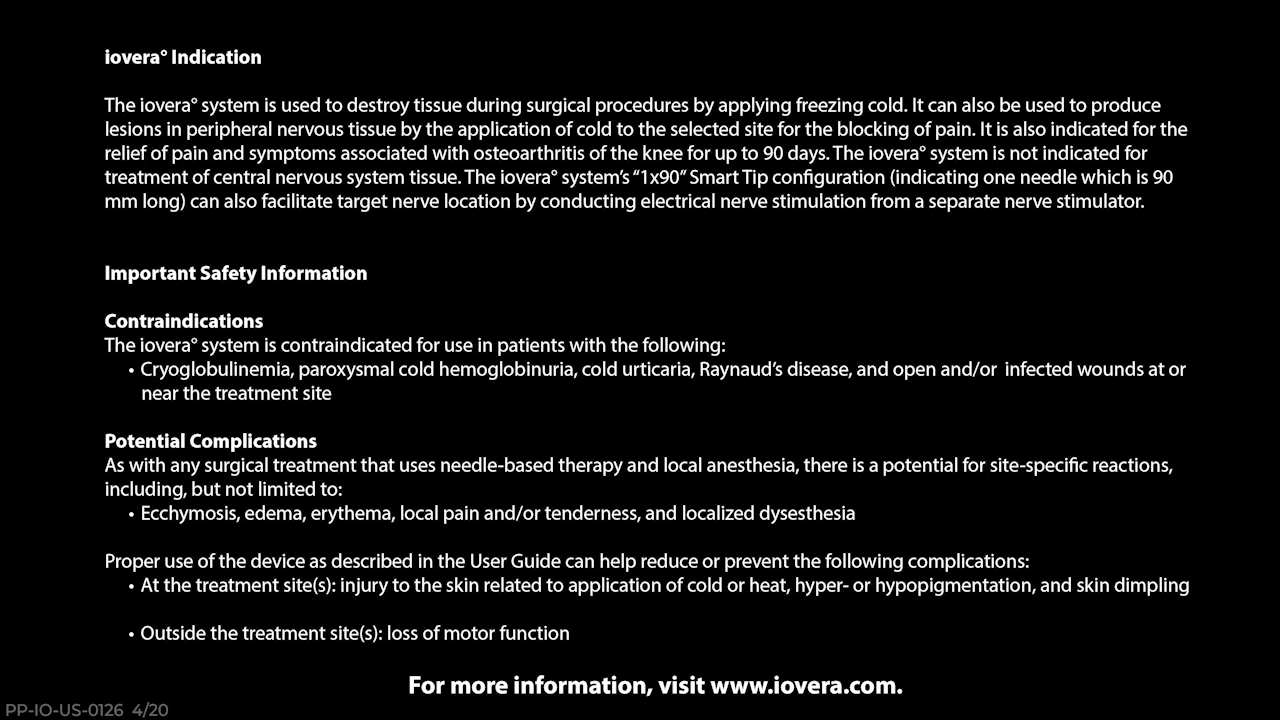 iovera° Indication
The iovera° system is used to destroy tissue during surgical procedures by applying freezing cold. It can also be used to produce
lesions in peripheral nervous tissue by the application of cold to the selected site for the blocking of pain. It is also indicated for the
relief of pain and symptoms associated with osteoarthritis of the knee for up to 90 days. The iovera° system is not indicated for
treatment of central nervous system tissue. The iovera° system’s “1x90” Smart Tip configuration (indicating one needle which is 90
mm long) can also facilitate target nerve location by conducting electrical nerve stimulation from a separate nerve stimulator.
Important Safety Information
Contraindications
The iovera° system is contraindicated for use in patients with the following:
• Cryoglobulinemia, paroxysmal cold hemoglobinuria, cold urticaria, Raynaud’s disease, and open and/or infected wounds at or
near the treatment site
Potential Complications
As with any surgical treatment that uses needle-based therapy and local anesthesia, there is a potential for site-specific reactions,
including, but not limited to:
• Ecchymosis, edema, erythema, local pain and/or tenderness, and localized dysesthesia
Proper use of the device as described in the User Guide can help reduce or prevent the following complications:
• At the treatment site(s): injury to the skin related to application of cold or heat, hyper- or hypopigmentation, and skin dimpling
• Outside the treatment site(s): loss of motor function
For more information, visit www.iovera.com.
PP-IO-US-0126 4/20